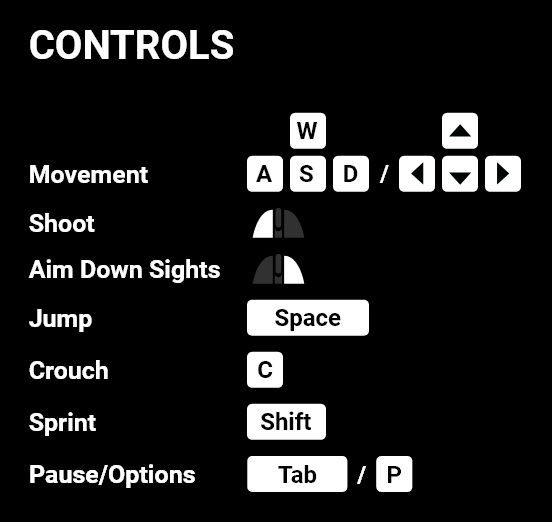 CONTROLS
W
Movement A S D /
Shoot
Aim Down Sights
Jump Space
Crouch C
Sprint Shift
Pause/Options Tab / P